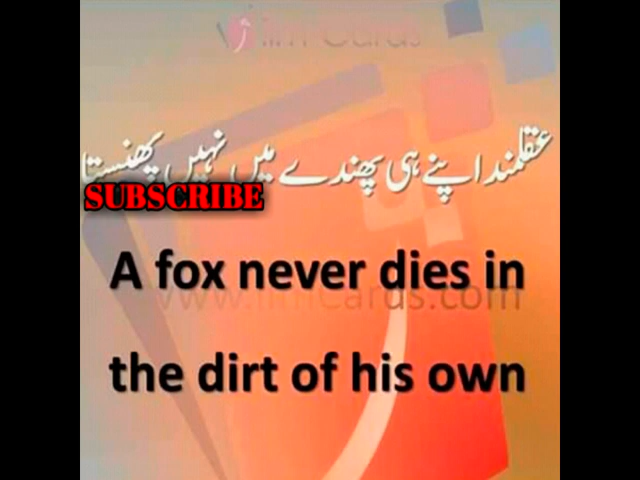 عقلمند اپنے ہی پھندے میں نہیں پھنستا
SUBSCRIBE
A fox never dies in
the dirt of his own